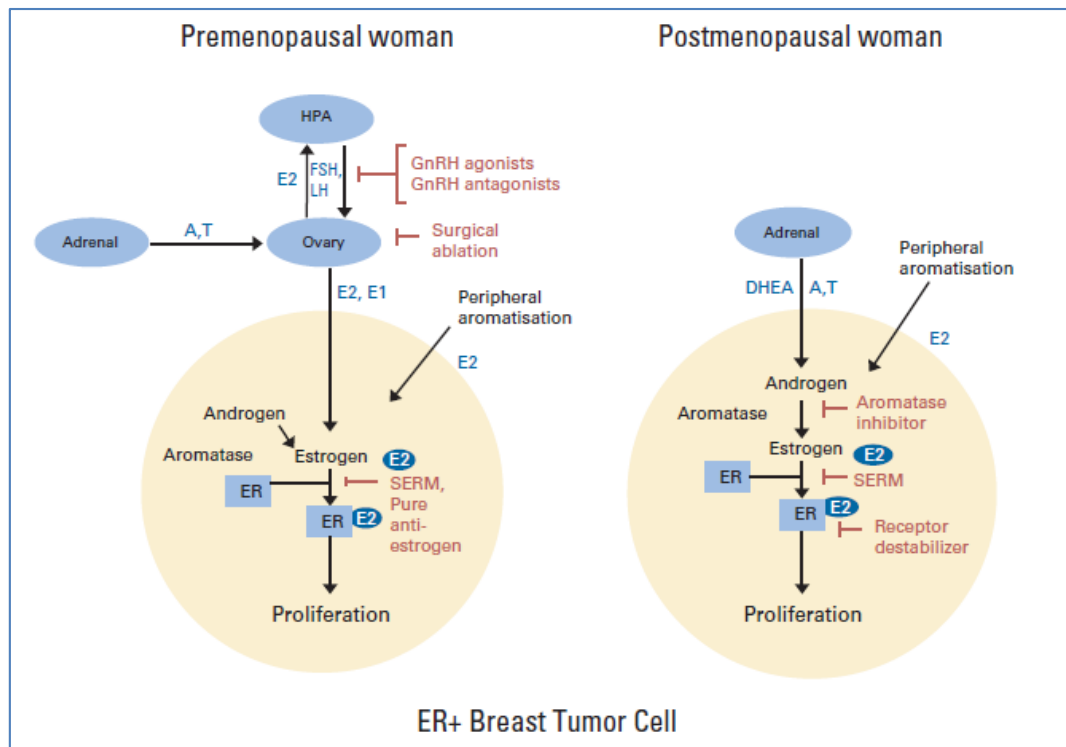 Premenopausal woman
HPA
E2
FSH,
LH
GnRH agonists
GnRH antagonists
Adrenal
A,T
Ovary
Surgical
ablation
E2, E1
Peripheral
aromatisation
E2
Androgen
Aromatase
Estrogen
E2
ER
SERM,
Pure
anti-
estrogen
ER
E2
Proliferation
Postmenopausal woman
Adrenal
Peripheral
aromatisation
DHEA
A,T
E2
Androgen
Aromatase
Aromatase
inhibitor
Estrogen
E2
ER
SERM
E2
ER
Receptor
destabilizer
Proliferation
ER+ Breast Tumor Cell